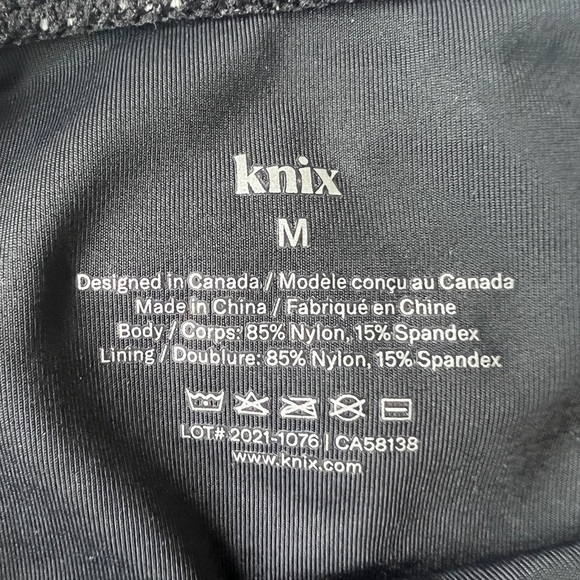 knix
M
Designed in Canada / Modèle conçu au Canada
Made in China / Fabriqué en Chine
Body / Corps: 85% Nylon, 15% Spandex
Lining / Doublure: 85% Nylon, 15% Spandex
LOT# 2021-1076 | CA58138
www.knix.com